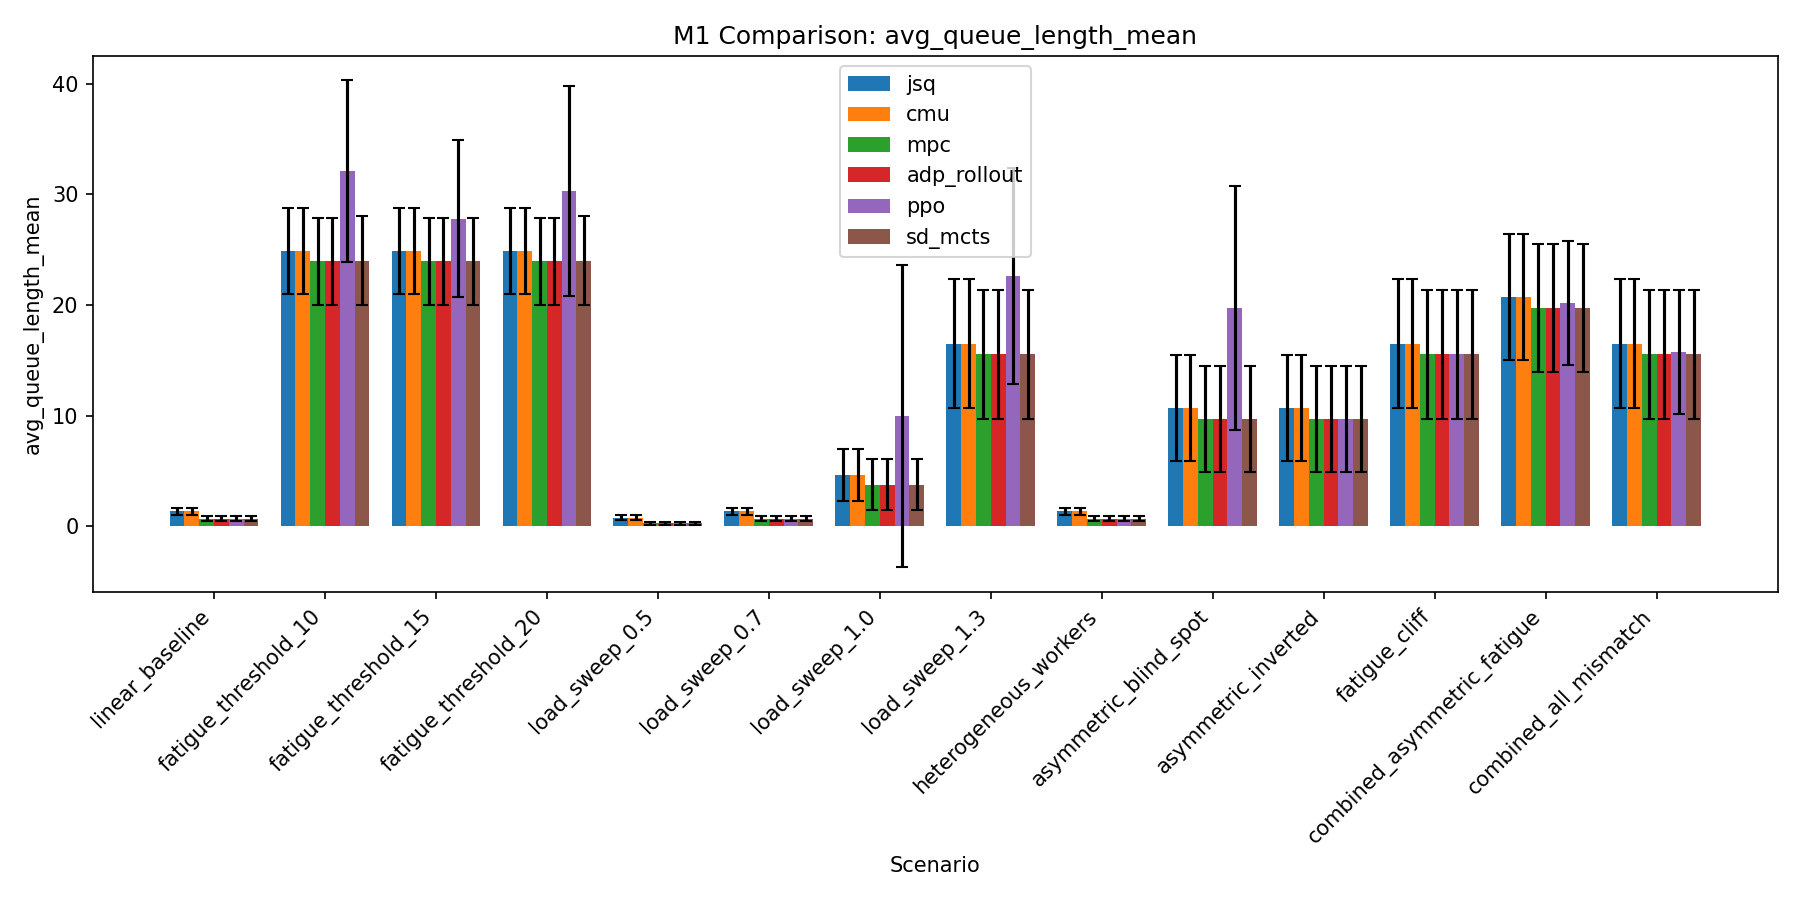 M1 Comparison: avg_queue_length_mean
avg_queue_length_mean
40
30
20
10
0
jsq
cmu
mpc
adp_rollout
ppo
sd_mcts
linear_baseline
fatigue_threshold_10
fatigue_threshold_15
fatigue_threshold_20
load_sweep_0.5
load_sweep_0.7
load_sweep_1.0
load_sweep_1.3
heterogeneous_workers
asymmetric_blind_spot
asymmetric_inverted
fatigue_cliff
combined_asymmetric_fatigue
combined_all_mismatch
Scenario